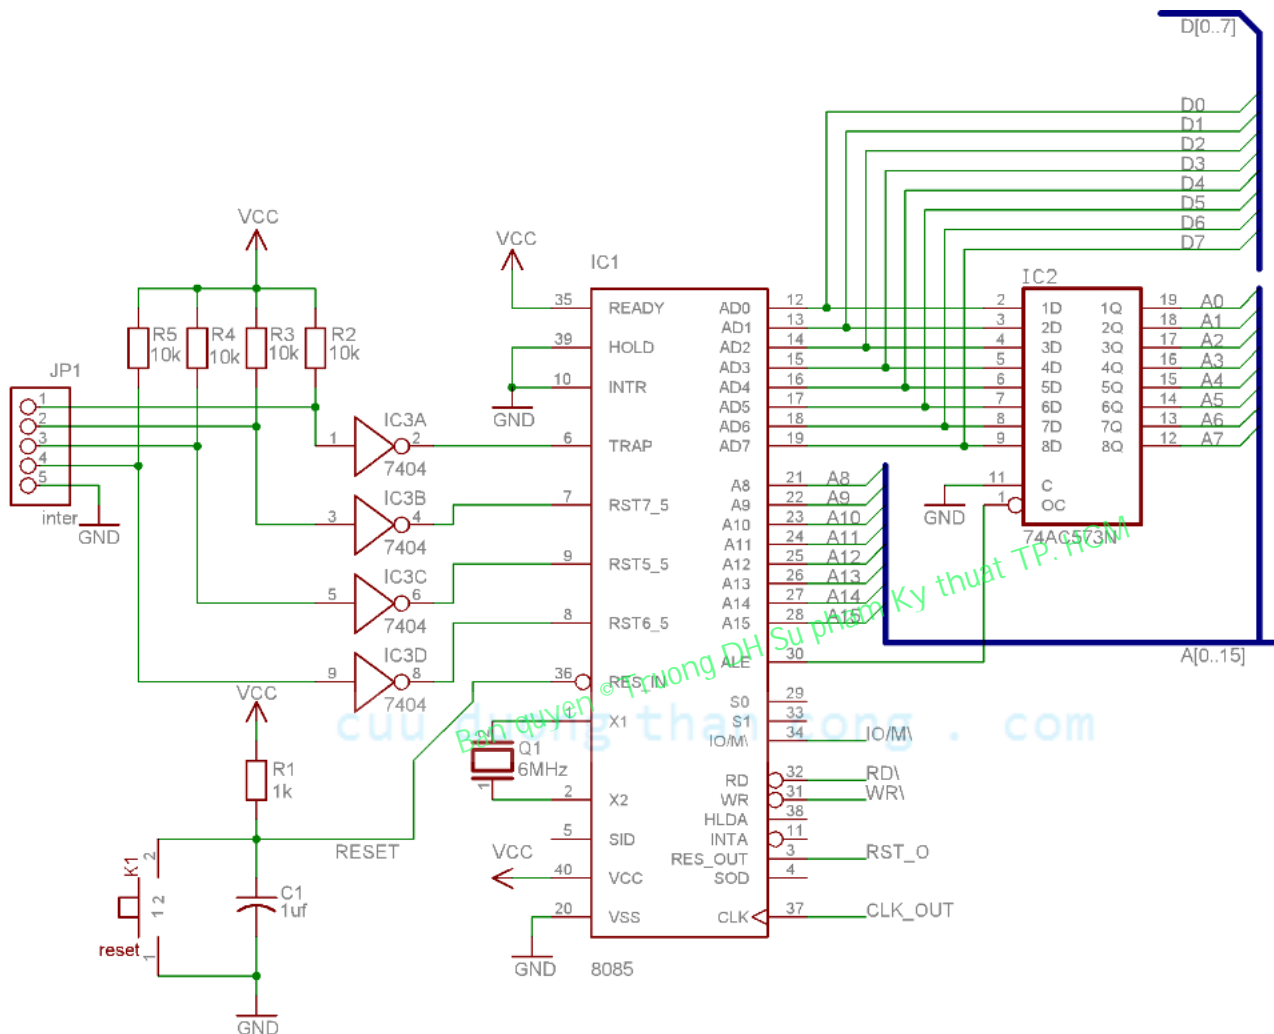 D[0..7]
D0
D1
D2
D3
D4
D5
D6
D7
VCC
VCC
IC1
IC2
35 READY
39 HOLD
10 INTR
GND
6 TRAP
7 RST7_5
9 RST5_5
8 RST6_5
36 RES_IN
1 X1
2 X2
5 SID
VCC 40 VCC
20 VSS
GND
8085
AD0 12
AD1 13
AD2 14
AD3 15
AD4 16
AD5 17
AD6 18
AD7 19
A8 21 A8
A9 22 A9
A10 23 A10
A11 24 A11
A12 25 A12
A13 26 A13
A14 27 A14
A15 28 A15
ALE 30
S0 29
S1 33
IO/M\ 34 IO/M\
RD 32 RD\
WR 31 WR\
HLDA 38
INTA 11
RES_OUT 3 RST_O
SOD 4
CLK 37 CLK_OUT
2 1D 1Q 19 A0
3 2D 2Q 18 A1
4 3D 3Q 17 A2
5 4D 4Q 16 A3
6 5D 5Q 15 A4
7 6D 6Q 14 A5
8 7D 7Q 13 A6
9 8D 8Q 12 A7
11 C
1 OC
GND
74AC573N
A[0..15]
R5 10k
R4 10k
R3 10k
R2 10k
JP1
1
2
3
4
5
inter
GND
IC3A
1 2
7404
IC3B
3 4
7404
IC3C
5 6
7404
IC3D
9 8
7404
VCC
R1
1k
RESET
K1
2
1 2
1
reset
C1
1uf
GND
2
Q1
6MHz
1
Ban quyen © Truong DH Su pham Ky thuat TP. HCM
cuu duong than cong . com